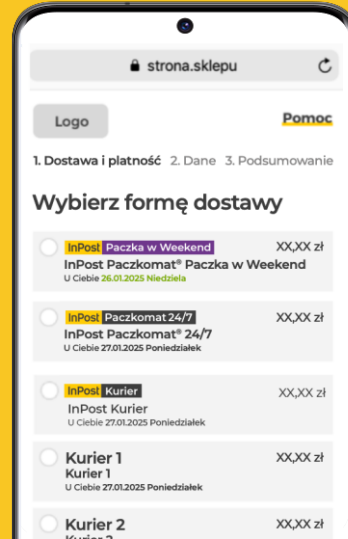 strona.sklepu
Logo
Pomoc
1. Dostawa i płatność 2. Dane 3. Podsumowanie
Wybierz formę dostawy
InPost Paczka w Weekend XX,XX zł
InPost Paczkomat® Paczka w Weekend
U Ciebie 26.01.2025 Niedziela
InPost Paczkomat 24/7 XX,XX zł
InPost Paczkomat® 24/7
U Ciebie 27.01.2025 Poniedziałek
InPost Kurier XX,XX zł
InPost Kurier
U Ciebie 27.01.2025 Poniedziałek
Kurier 1 XX,XX zł
Kurier 1
U Ciebie 27.01.2025 Poniedziałek
Kurier 2 XX,XX zł
Kurier 2